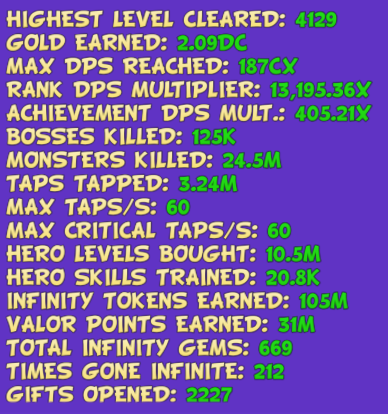 HIGHEST LEVEL CLEARED: 4129
GOLD EARNED: 2.09DC
MAX DPS REACHED: 187CX
RANK DPS MULTIPLIER: 13,195.36X
ACHIEVEMENT DPS MULT.: 405.21X
BOSSES KILLED: 125K
MONSTERS KILLED: 24.5M
TAPS TAPPED: 3.24M
MAX TAPS/S: 60
MAX CRITICAL TAPS/S: 60
HERO LEVELS BOUGHT: 10.5M
HERO SKILLS TRAINED: 20.8K
INFINITY TOKENS EARNED: 105M
VALOR POINTS EARNED: 31M
TOTAL INFINITY GEMS: 669
TIMES GONE INFINITE: 212
GIFTS OPENED: 2227